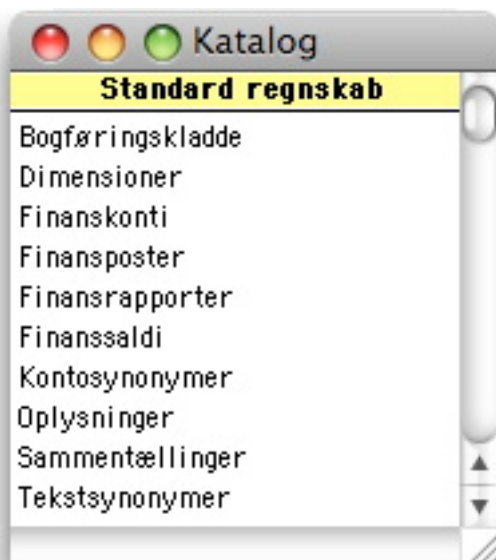 Katalog
Standard regnskab
Bogføringskladde
Dimensioner
Finanskonti
Finansposter
Finansrapporter
Finanssaldi
Kontosynonymer
Oplysninger
Sammentællinger
Tekstsynonymer